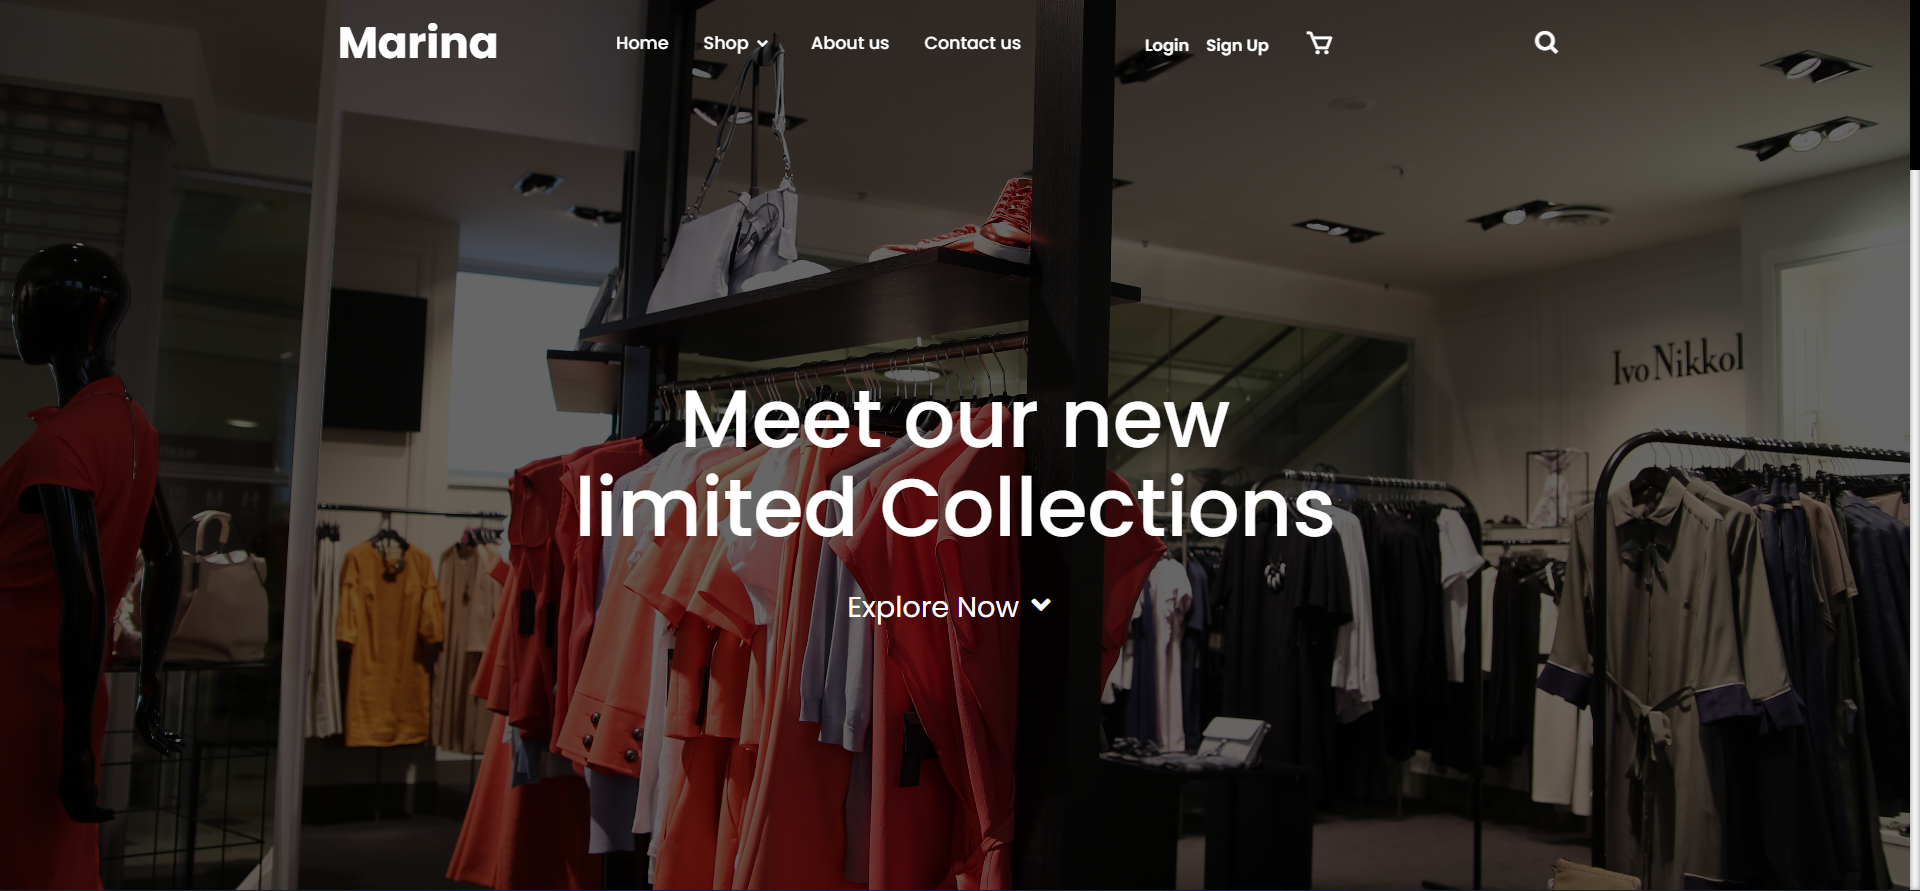 Marina
Home Shop About us Contact us Login Sign Up
Ivo Nikkol
Meet our new
limited Collections
Explore Now